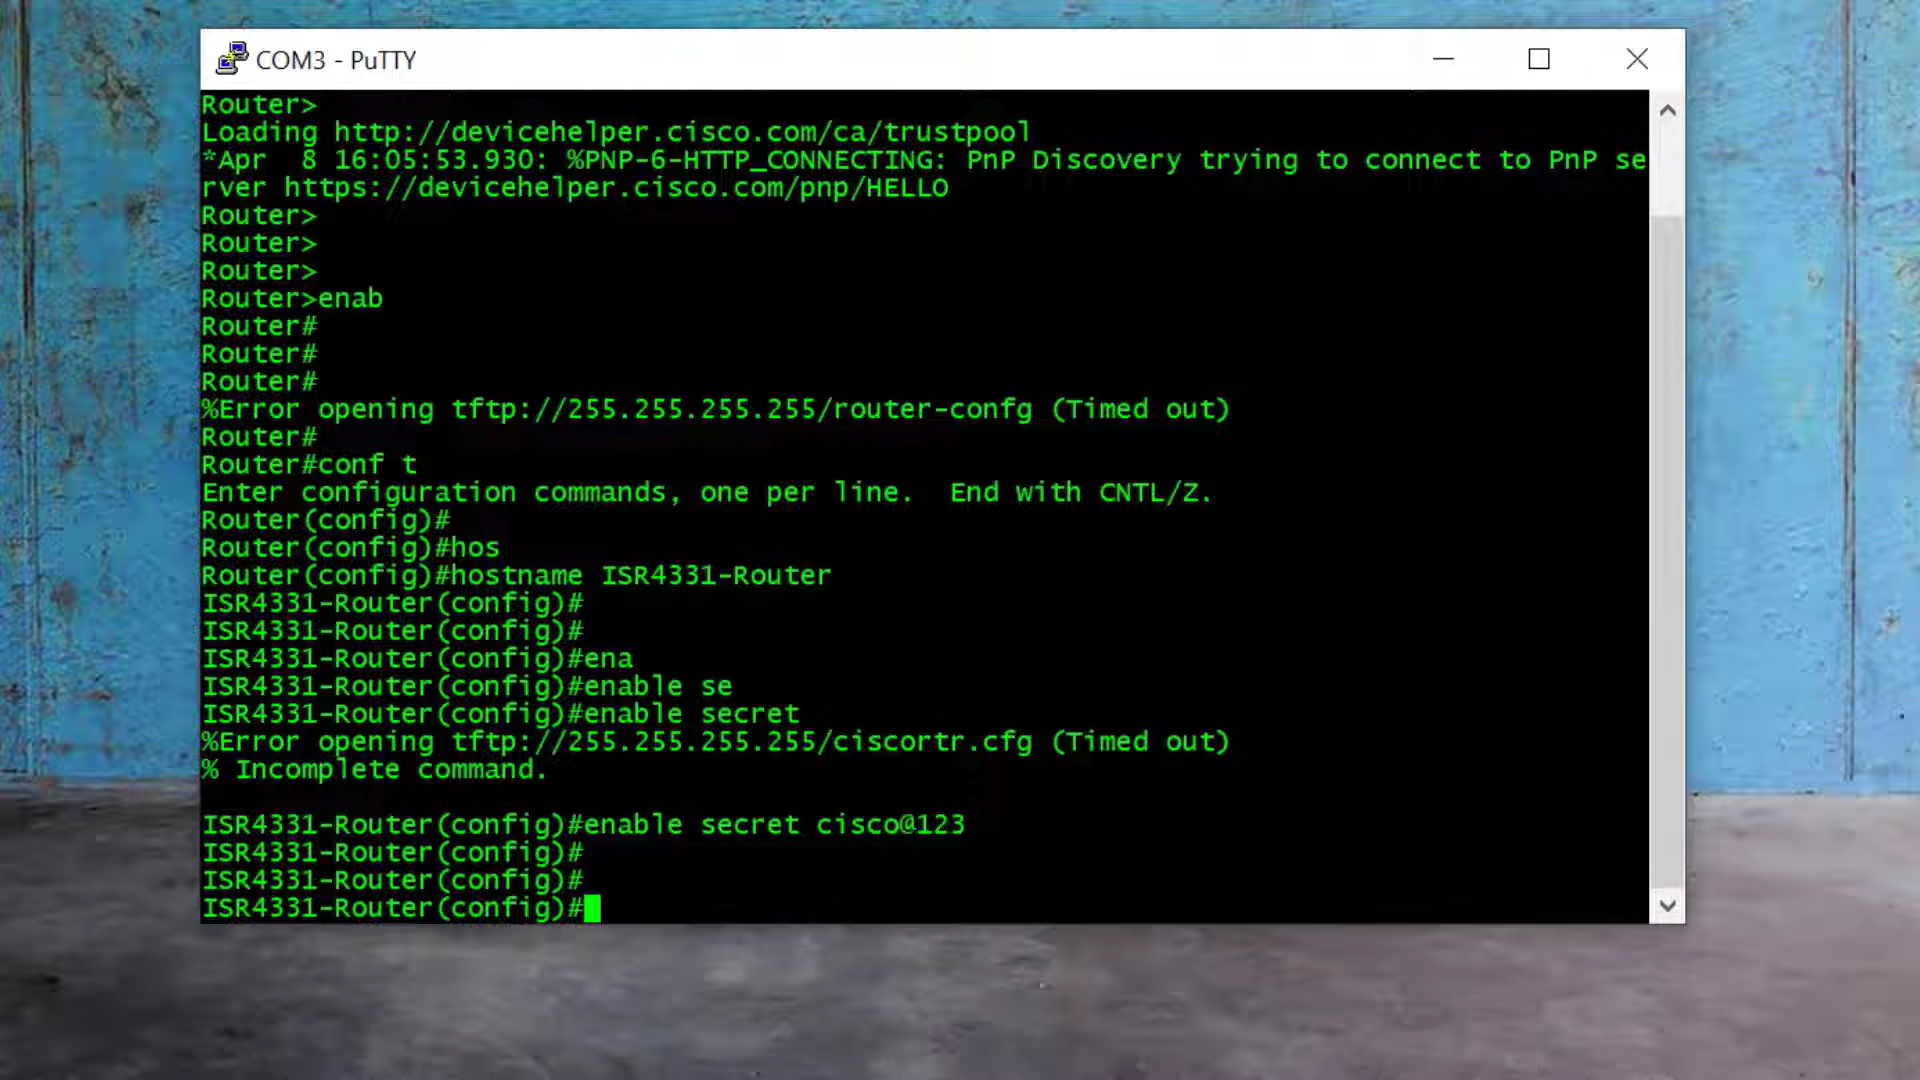 COM3 - PuTTY
Router>
Loading http://devicehelper.cisco.com/ca/trustpool
*Apr  8 16:05:53.930: %PNP-6-HTTP_CONNECTING: PnP Discovery trying to connect to PnP se
rver https://devicehelper.cisco.com/pnp/HELLO
Router>
Router>
Router>
Router>enab
Router#
Router#
Router#
%Error opening tftp://255.255.255.255/router-confg (Timed out)
Router#
Router#conf t
Enter configuration commands, one per line.  End with CNTL/Z.
Router(config)#
Router(config)#hos
Router(config)#hostname ISR4331-Router
ISR4331-Router(config)#
ISR4331-Router(config)#
ISR4331-Router(config)#ena
ISR4331-Router(config)#enable se
ISR4331-Router(config)#enable secret
%Error opening tftp://255.255.255.255/ciscortr.cfg (Timed out)
% Incomplete command.
ISR4331-Router(config)#enable secret cisco@123
ISR4331-Router(config)#
ISR4331-Router(config)#
ISR4331-Router(config)#